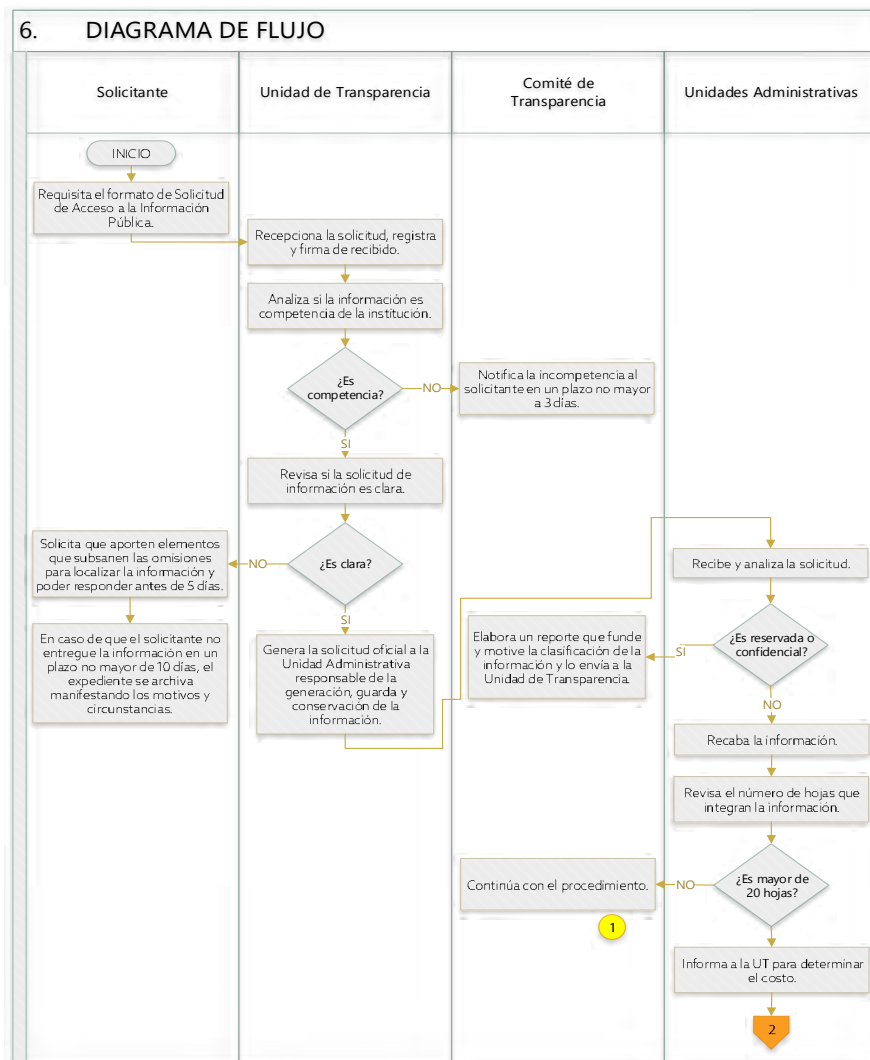 6. DIAGRAMA DE FLUJO
Solicitante
Unidad de Transparencia
Comité de
Transparencia
Unidades Administrativas
INICIO
Requisita el formato de Solicitud
de Acceso a la Información
Pública.
Recepciona la solicitud, registra
y firma de recibido.
Analiza si la información es
competencia de la institución.
¿Es
competencia?
NO
Notifica la incompetencia al
solicitante en un plazo no mayor
a 3 días.
SI
Revisa si la solicitud de
información es clara.
¿Es clara?
NO
Solicita que aporten elementos
que subsanen las omisiones
para localizar la información y
poder responder antes de 5 días.
En caso de que el solicitante no
entregue la información en un
plazo no mayor de 10 días, el
expediente se archiva
manifestando los motivos y
circunstancias.
SI
Genera la solicitud oficial a la
Unidad Administrativa
responsable de la
generación, guarda y
conservación de la
información.
Recibe y analiza la solicitud.
¿Es reservada o
confidencial?
SI
Elabora un reporte que funde
y motive la clasificación de la
información y lo envía a la
Unidad de Transparencia.
NO
Recaba la información.
Revisa el número de hojas que
integran la información.
¿Es mayor de
20 hojas?
NO
Continúa con el procedimiento.
1
Informa a la UT para determinar
el costo.
2